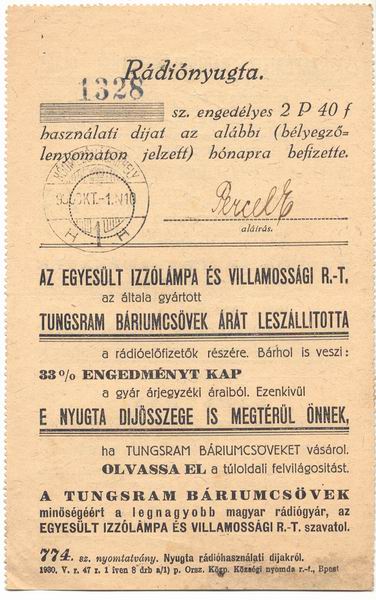 Rádiónyugta.
1328
sz. engedélyes 2 P 40 f
használati dijat az alábbi (bélyegző=
lenyomaton jelzett) hónapra befizette.
aláirás.
AZ EGYESÜLT IZZÓLÁMPA ÉS VILLAMOSSÁGI R.-T.
az általa gyártott
TUNGSRAM BÁRIUMCSÖVEK ÁRÁT LESZÁLLITOTTA
a rádióelőfizetők részére. Bárhol is veszi:
33% ENGEDMÉNYT KAP
a gyár árjegyzéki áraiból. Ezenkivül
E NYUGTA DIJÖSSZEGE IS MEGTÉRÜL ÖNNEK,
ha TUNGSRAM BÁRIUMCSÖVEKET vásárol.
OLVASSA EL a túloldali felvilágositást.
A TUNGSRAM BÁRIUMCSÖVEK
minőségéért a legnagyobb magyar rádiógyár, az
EGYESÜLT IZZÓLÁMPA ÉS VILLAMOSSÁGI R.-T. szavatol.
774. sz. nyomtatvány. Nyugta rádióhasználati dijakról.
1930, V. r. 47 r. 1 iven 8 drb a/1) p. Orsz. Közp. Községi nyomda r.-t., Bpest